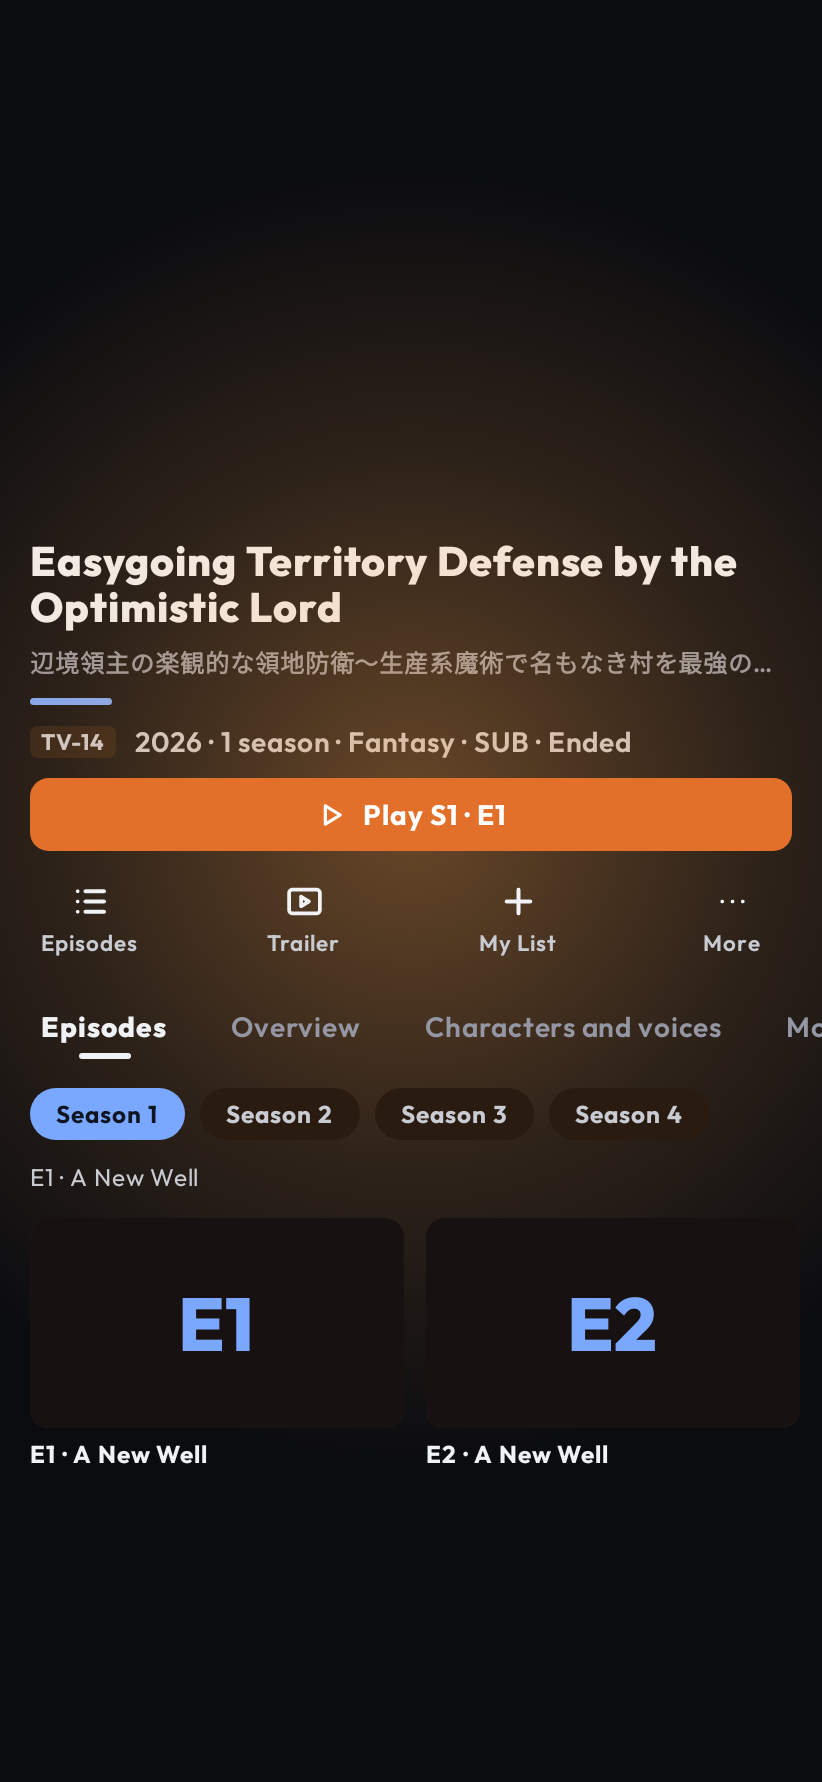 Easygoing Territory Defense by the
Optimistic Lord
辺境領主の楽観的な領地防衛〜生産系魔術で名もなき村を最強の...
TV-14 2026 · 1 season · Fantasy · SUB · Ended
Play S1 · E1
Episodes Trailer My List More
Episodes Overview Characters and voices
Season 1 Season 2 Season 3 Season 4
E1 · A New Well
E1 E2
E1 · A New Well E2 · A New Well